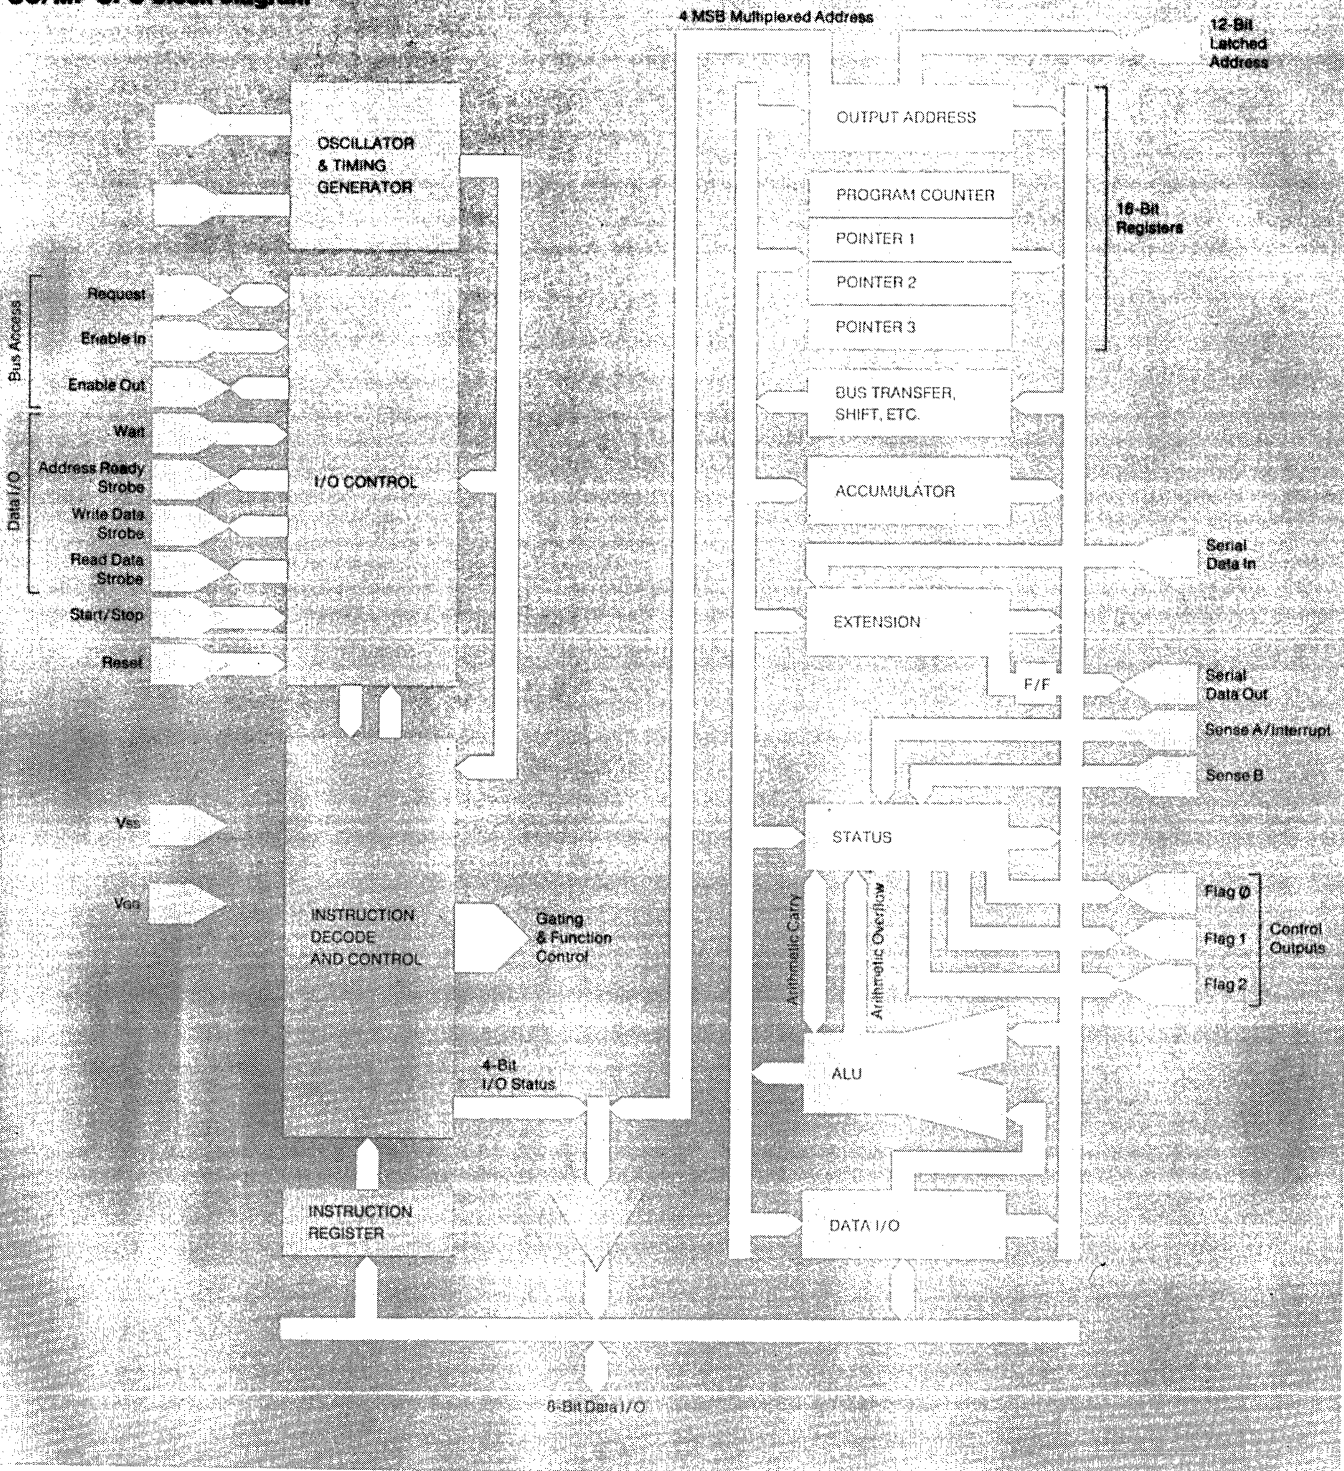 CPU Block Diagram
4 MSB Multiplexed Address
12-Bit
Latched
Address
OSCILLATOR
& TIMING
GENERATOR
OUTPUT ADDRESS
PROGRAM COUNTER
POINTER 1
POINTER 2
POINTER 3
16-Bit
Registers
Bus Access
Request
Enable In
Enable Out
Data I/O
Wait
Address Ready
Strobe
Write Data
Strobe
Read Data
Strobe
Start/Stop
Reset
I/O CONTROL
BUS TRANSFER,
SHIFT, ETC.
ACCUMULATOR
Serial
Data In
EXTENSION
F/F
Serial
Data Out
Sense A/Interrupt
Sense B
STATUS
Vss
INSTRUCTION
DECODE
AND CONTROL
Gating
& Function
Control
Arithmetic Carry
Arithmetic Overflow
Flag Ø
Flag 1
Flag 2
Control
Outputs
4-Bit
I/O Status
ALU
INSTRUCTION
REGISTER
DATA I/O
8-Bit Data I/O